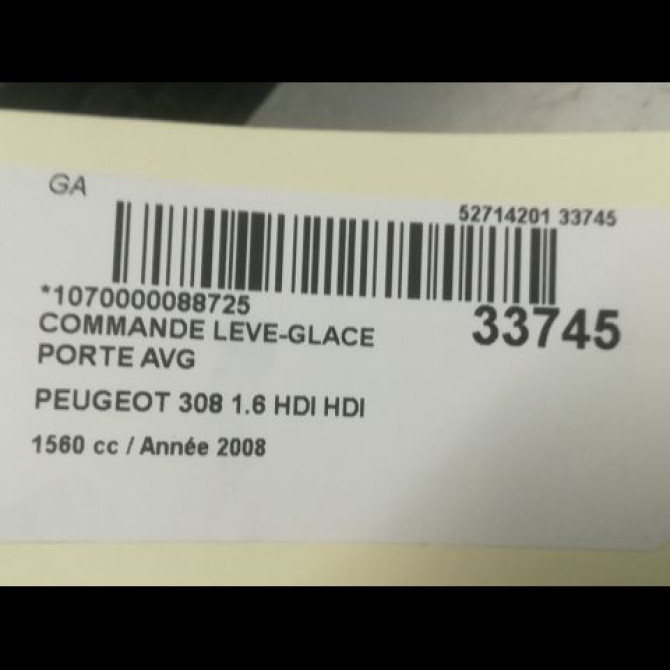 GA
52714201 33745
*1070000088725
33745
COMMANDE LEVE-GLACE
PORTE AVG
PEUGEOT 308 1.6 HDI HDI
1560 cc / Année 2008